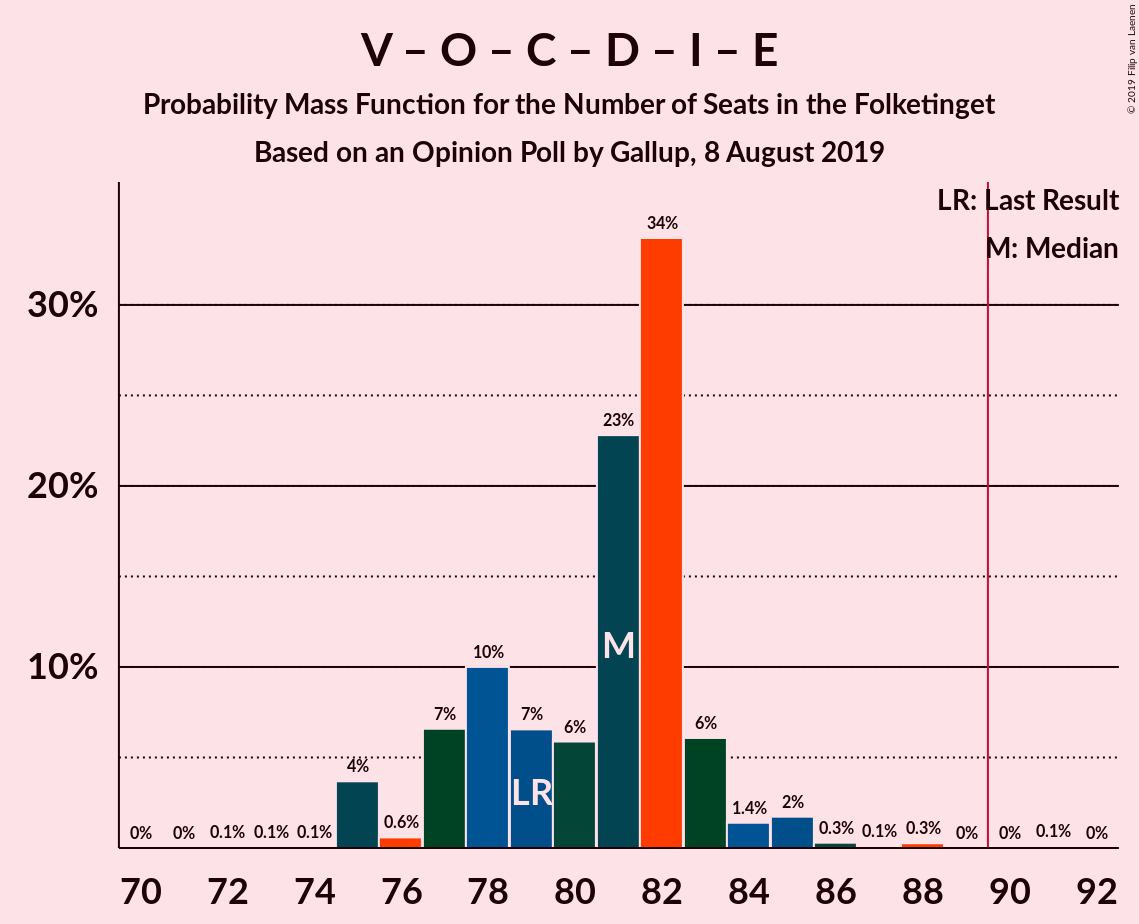 V – O – C – D – I – E
Probability Mass Function for the Number of Seats in the Folketinget
Based on an Opinion Poll by Gallup, 8 August 2019
© 2019 Filip van Laenen
LR: Last Result
M: Median
30%
20%
10%
0% 0% 0.1% 0.1% 0.1% 4% 0.6% 7% 10% 7% 6% 23% 34% 6% 1.4% 2% 0.3% 0.1% 0.3% 0% 0% 0.1% 0%
M
LR
70 72 74 76 78 80 82 84 86 88 90 92